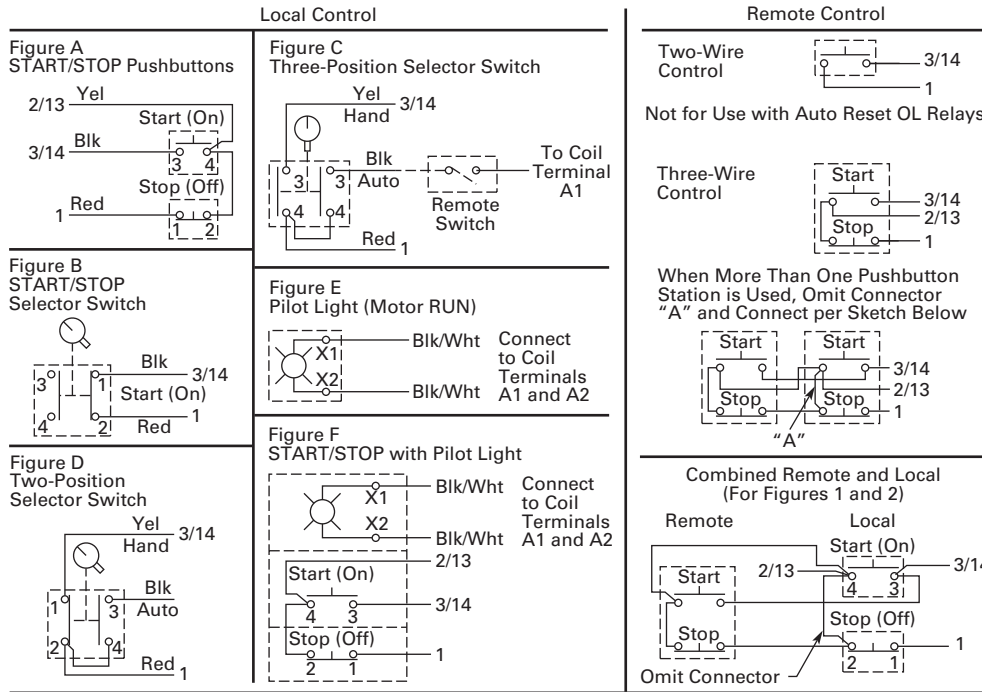 Local Control
Figure A
START/STOP Pushbuttons
2/13
Yel
Start (On)
3/14
Blk
3 4
Stop (Off)
1
Red
1 2
Figure B
START/STOP
Selector Switch
3
1
Blk
3/14
Start (On)
4
2
1
Red
Figure D
Two-Position
Selector Switch
Yel
3/14
Hand
1
3
Blk
Auto
2
4
Red
1
Figure C
Three-Position Selector Switch
Yel
3/14
Hand
3
3
Blk
Auto
To Coil
Terminal
A1
Remote
Switch
4
4
Red
1
Figure E
Pilot Light (Motor RUN)
X1
Blk/Wht
X2
Blk/Wht
Connect
to Coil
Terminals
A1 and A2
Figure F
START/STOP with Pilot Light
X1
Blk/Wht
X2
Blk/Wht
Connect
to Coil
Terminals
A1 and A2
2/13
Start (On)
4 3
3/14
Stop (Off)
2 1
1
Remote Control
Two-Wire
Control
3/14
1
Not for Use with Auto Reset OL Relays
Three-Wire
Control
Start
3/14
2/13
Stop
1
When More Than One Pushbutton
Station is Used, Omit Connector
“A” and Connect per Sketch Below
Start
Start
3/14
2/13
Stop
Stop
1
“A”
Combined Remote and Local
(For Figures 1 and 2)
Remote
Local
Start (On)
2/13
3/14
Start
4 3
Stop (Off)
Stop
1
2 1
Omit Connector